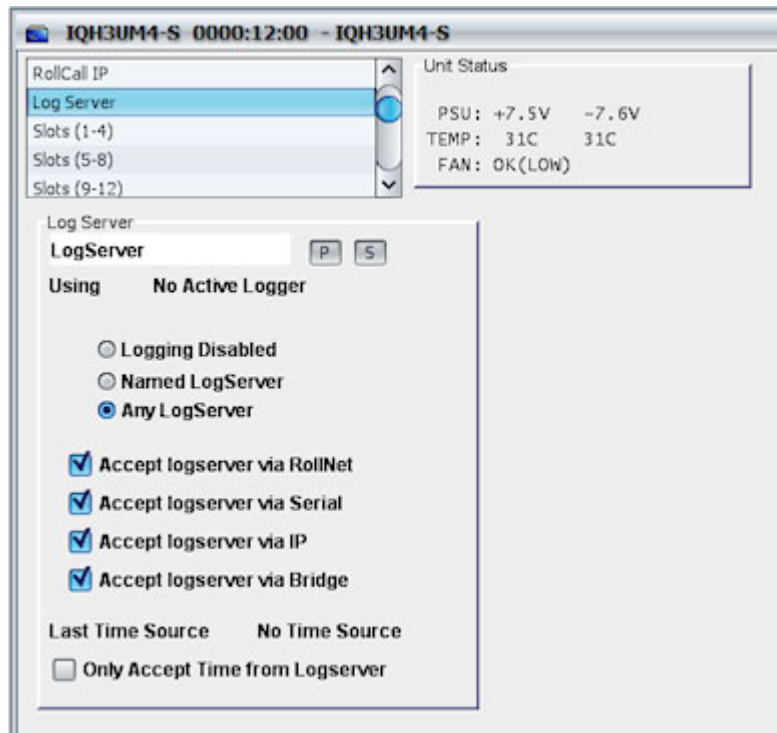 IQH3UM4-S 0000:12:00 - IQH3UM4-S
RollCall IP
Log Server
Slots (1-4)
Slots (5-8)
Slots (9-12)
Unit Status
PSU: +7.5V -7.6V
TEMP: 31C 31C
FAN: OK(LOW)
Log Server
LogServer P S
Using No Active Logger
Logging Disabled
Named LogServer
Any LogServer
Accept logserver via RollNet
Accept logserver via Serial
Accept logserver via IP
Accept logserver via Bridge
Last Time Source No Time Source
Only Accept Time from Logserver